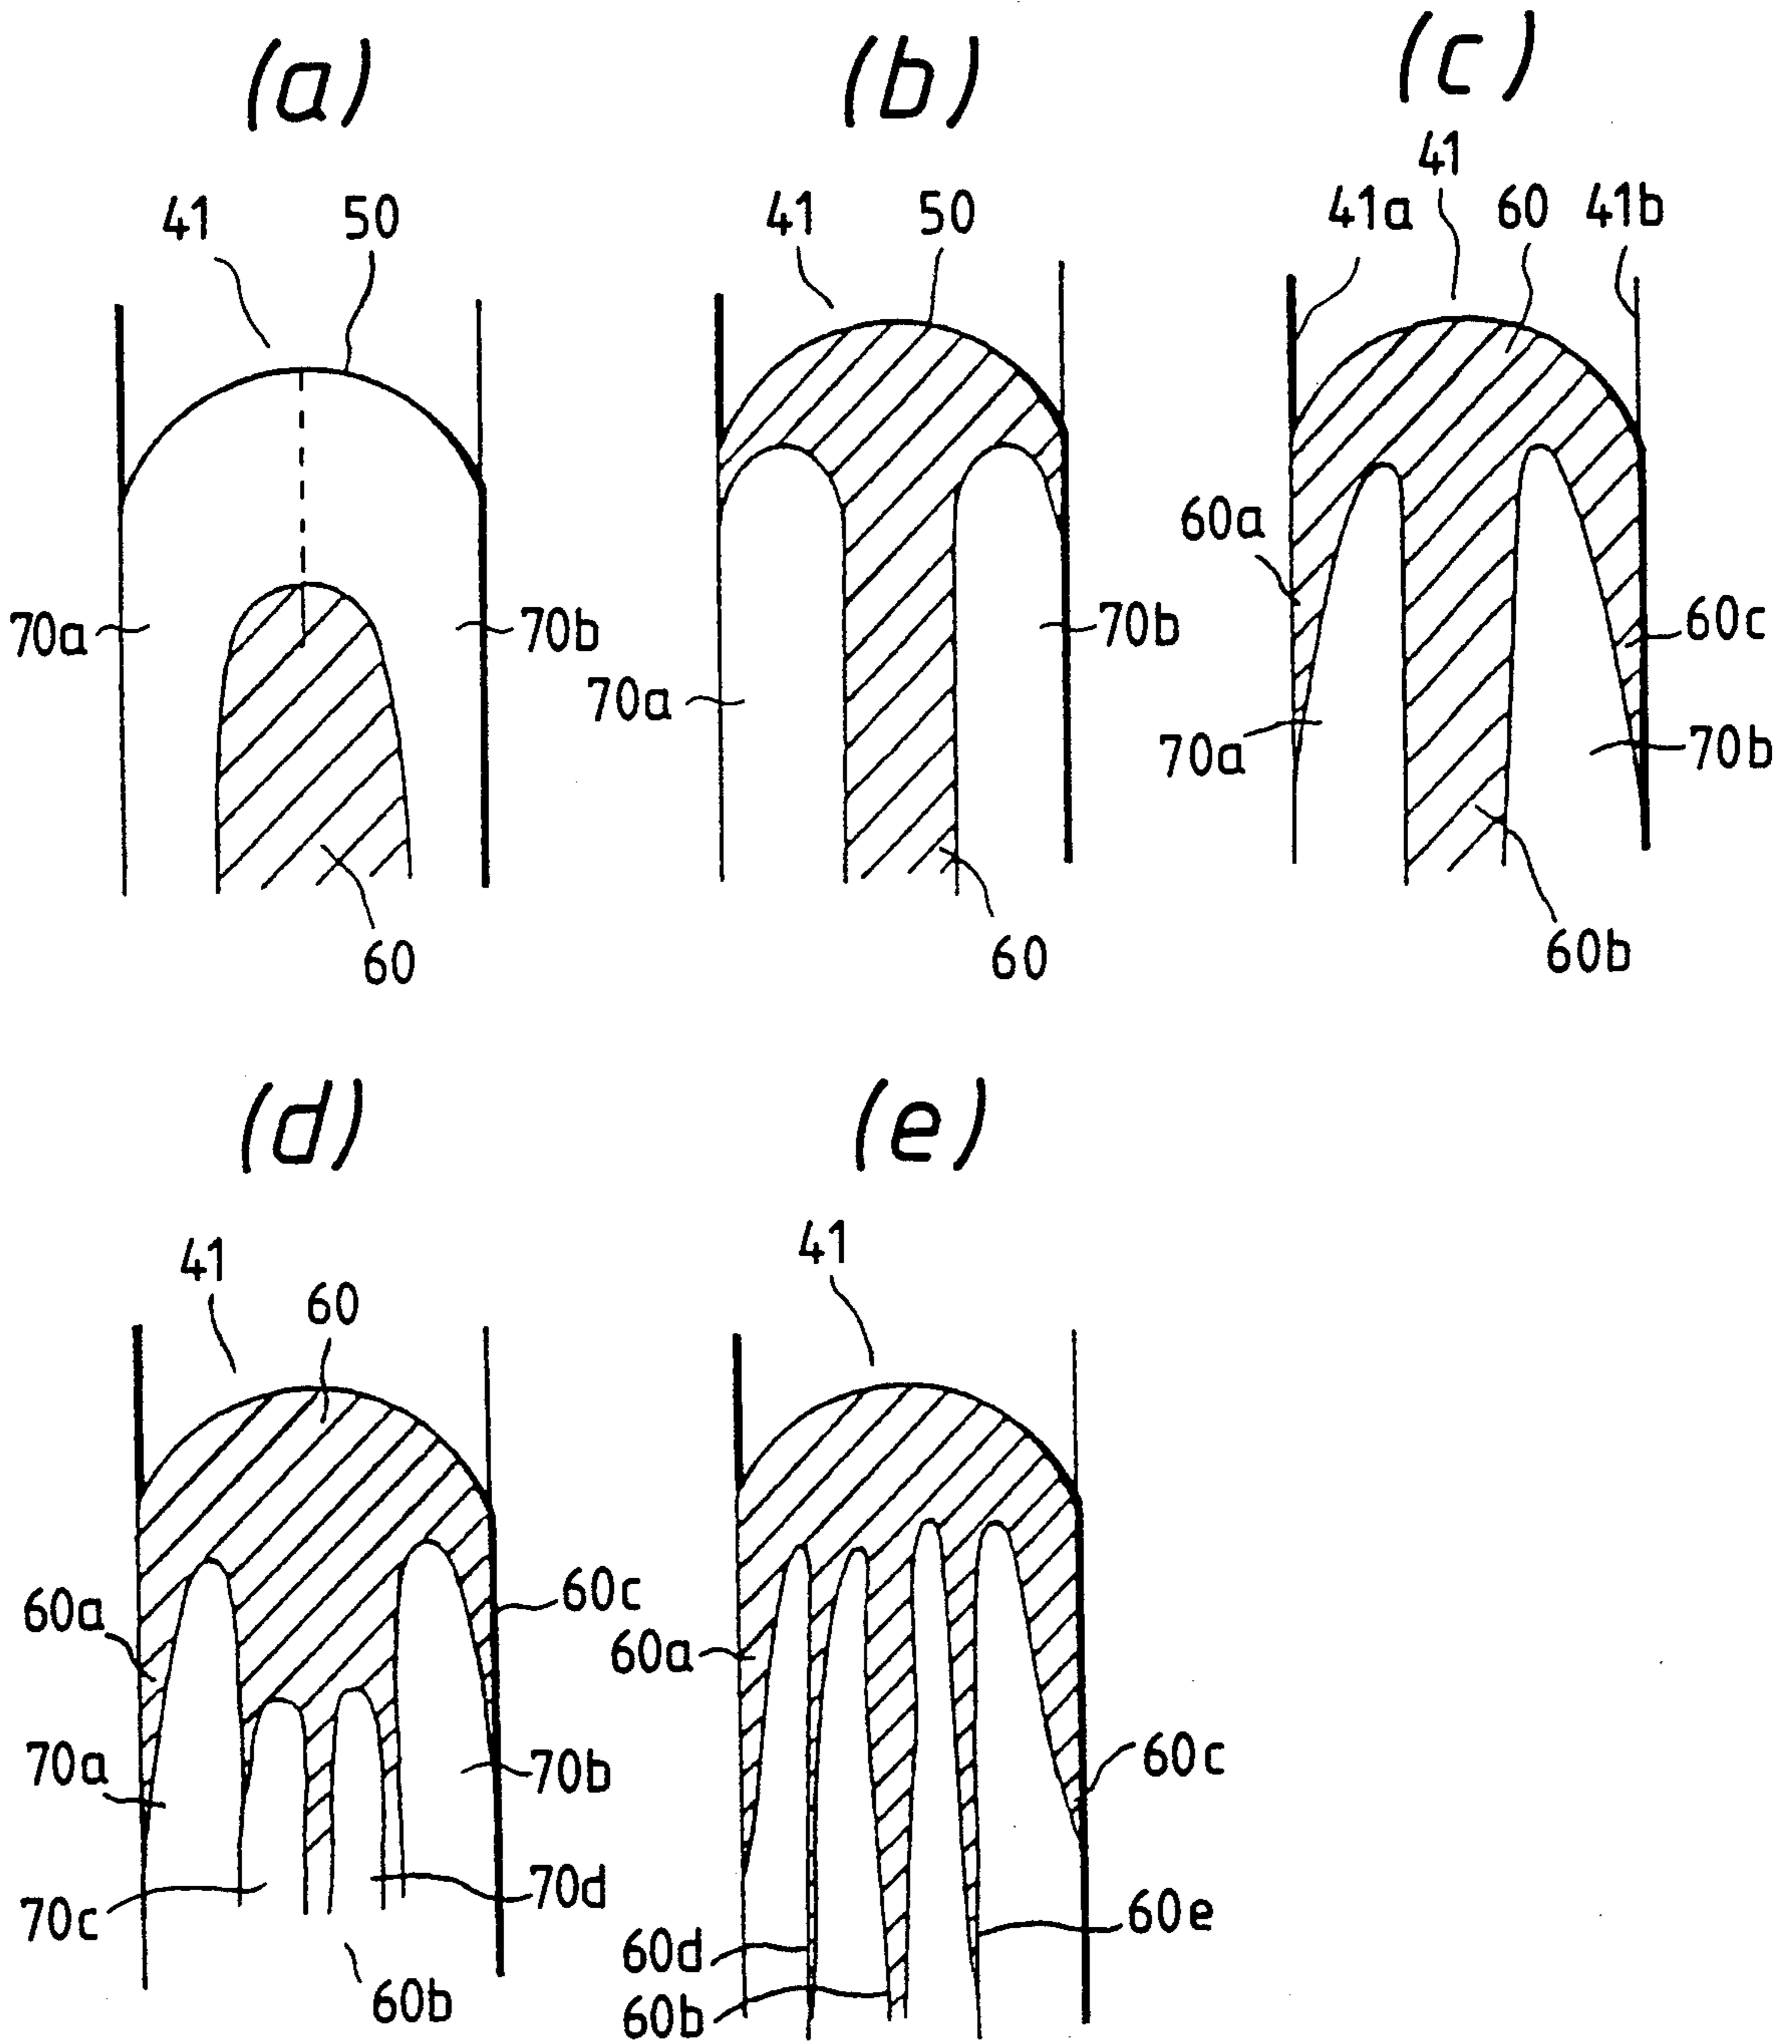 (a) (b) (c)
41 50 41 50 41 41a 60 41b
60a
70a 70b 70b 60c
70a 70a 70b
60 60 60b
(d) (e)
41 60 41
60a 60c 60a
70a 70b 60c
70c 70d 60d 60e
60b 60b